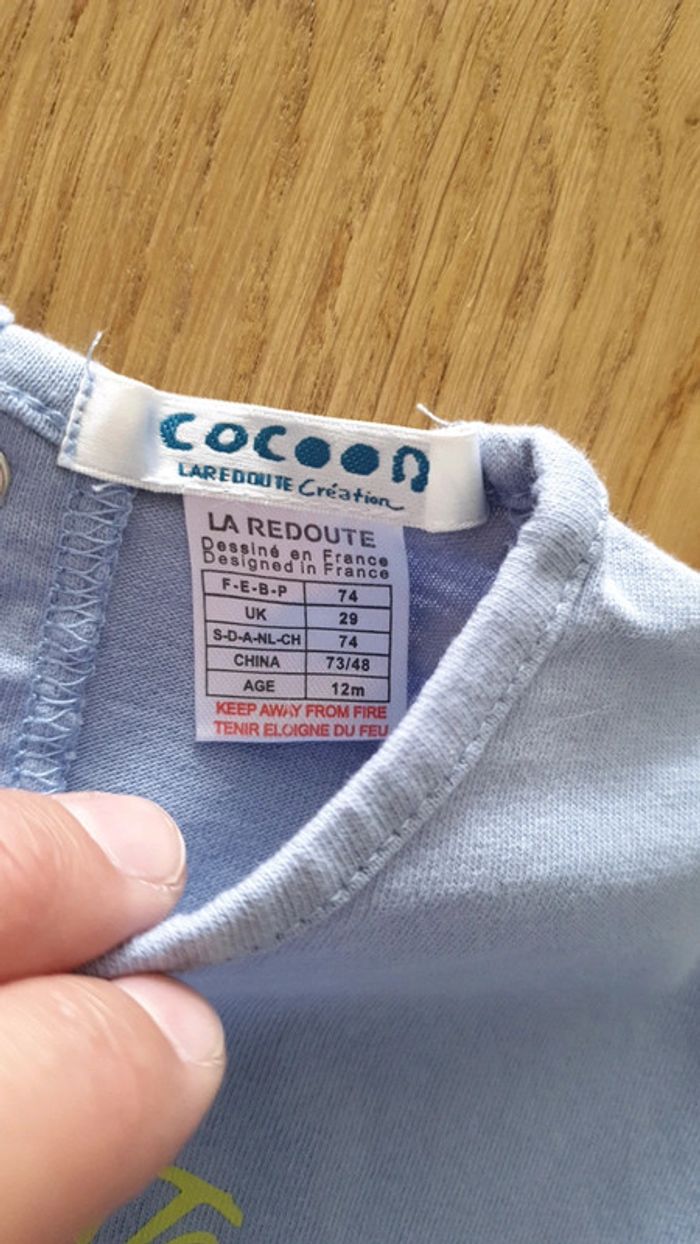 cocoon
LAREDOUTE Création
LA REDOUTE
Dessiné en France
Designed in France
F-E-B-P 74
UK 29
S-D-A-NL-CH 74
CHINA 73/48
AGE 12m
KEEP AWAY FROM FIRE
TENIR ELOIGNE DU FEU